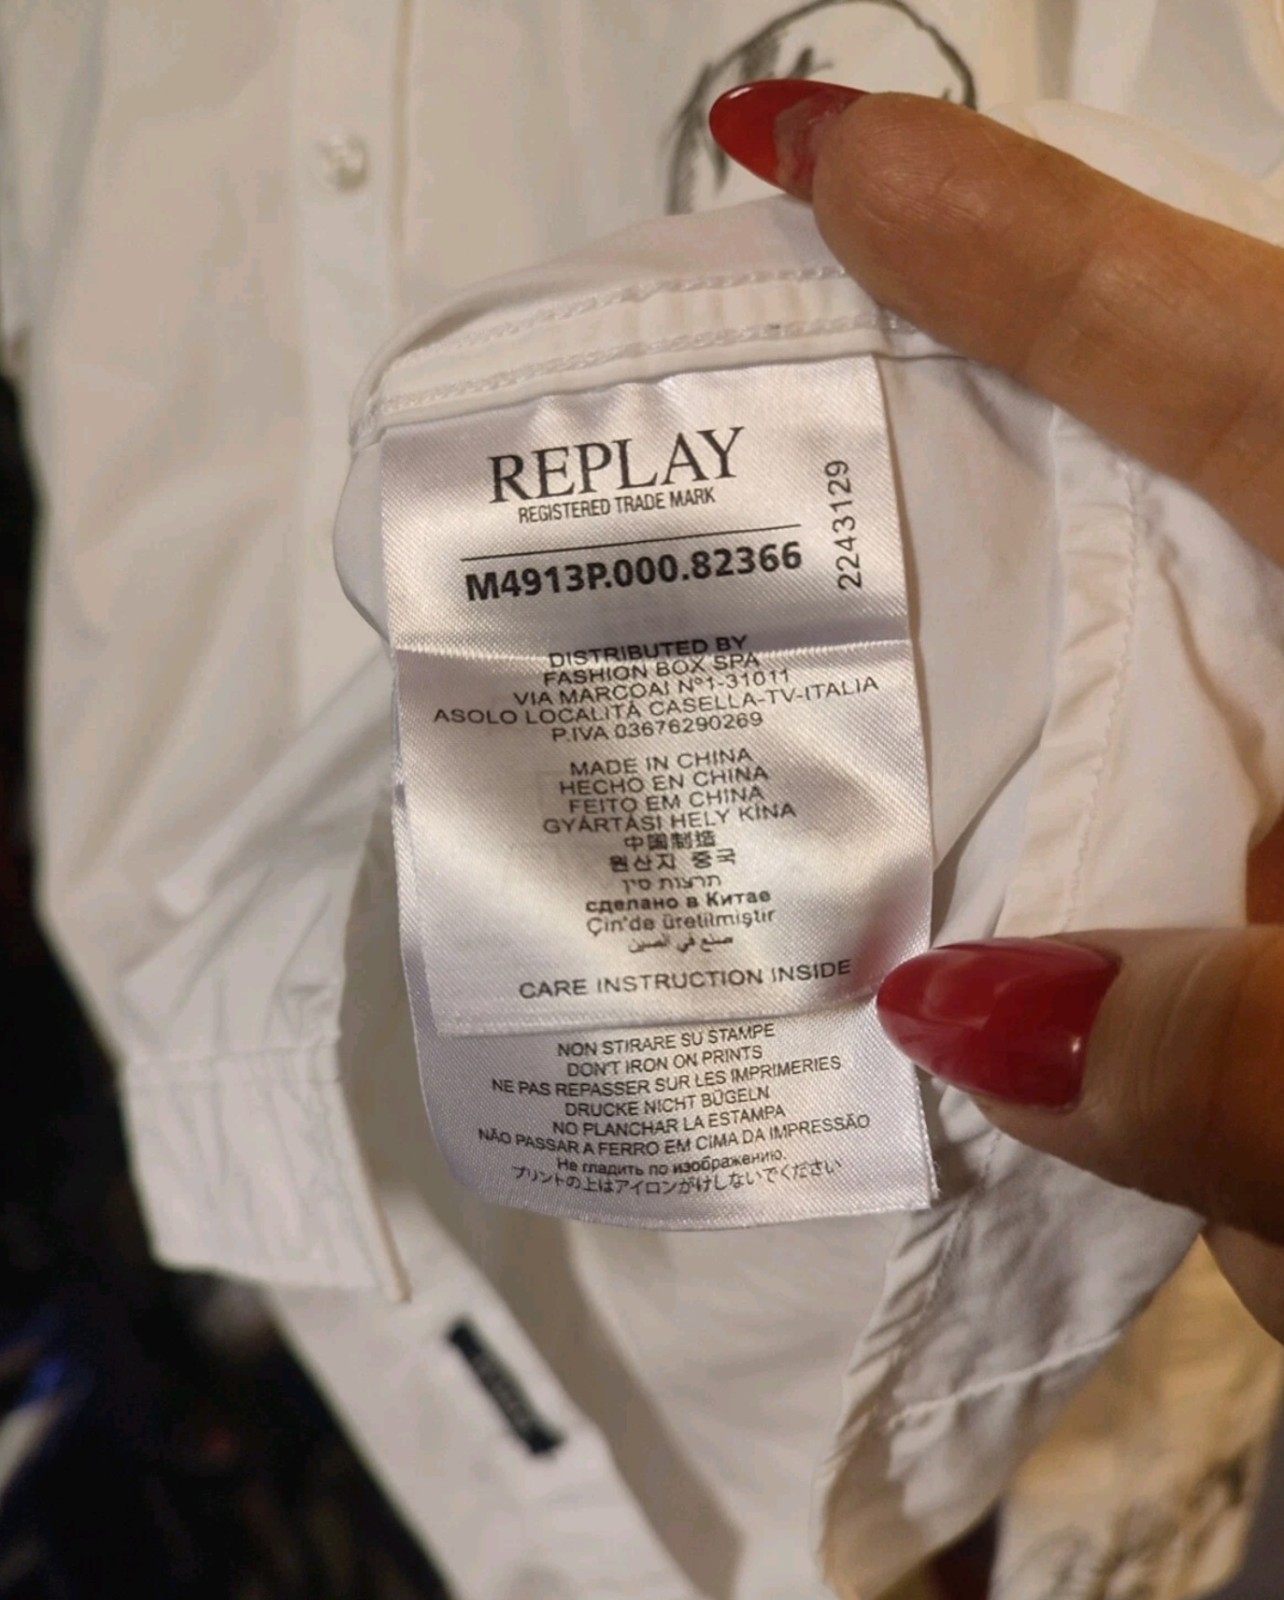 REPLAY
REGISTERED TRADE MARK
M4913P.000.82366
2243129
DISTRIBUTED BY
FASHION BOX SPA
VIA MARCOAI Nº1-31011
ASOLO LOCALITÀ CASELLA-TV-ITALIA
P.IVA 03676290269
MADE IN CHINA
HECHO EN CHINA
FEITO EM CHINA
GYÁRTÁSI HELY KÍNA
中国制造
원산지 중국
תרצות סין
сделано в Китае
Çin'de üretilmiştir
صنع في الصين
CARE INSTRUCTION INSIDE
NON STIRARE SU STAMPE
DON'T IRON ON PRINTS
NE PAS REPASSER SUR LES IMPRIMERIES
DRUCKE NICHT BÜGELN
NO PLANCHAR LA ESTAMPA
NÃO PASSAR A FERRO EM CIMA DA IMPRESSÃO
Не гладить по изображению.
プリントの上はアイロンがけしないでください